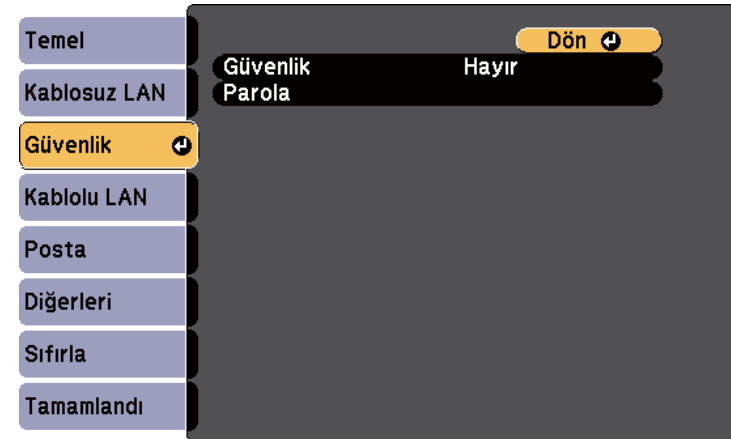 Temel
Kablosuz LAN
Güvenlik
Kablolu LAN
Posta
Diğerleri
Sıfırla
Tamamlandı
Dön
Güvenlik Hayır
Parola